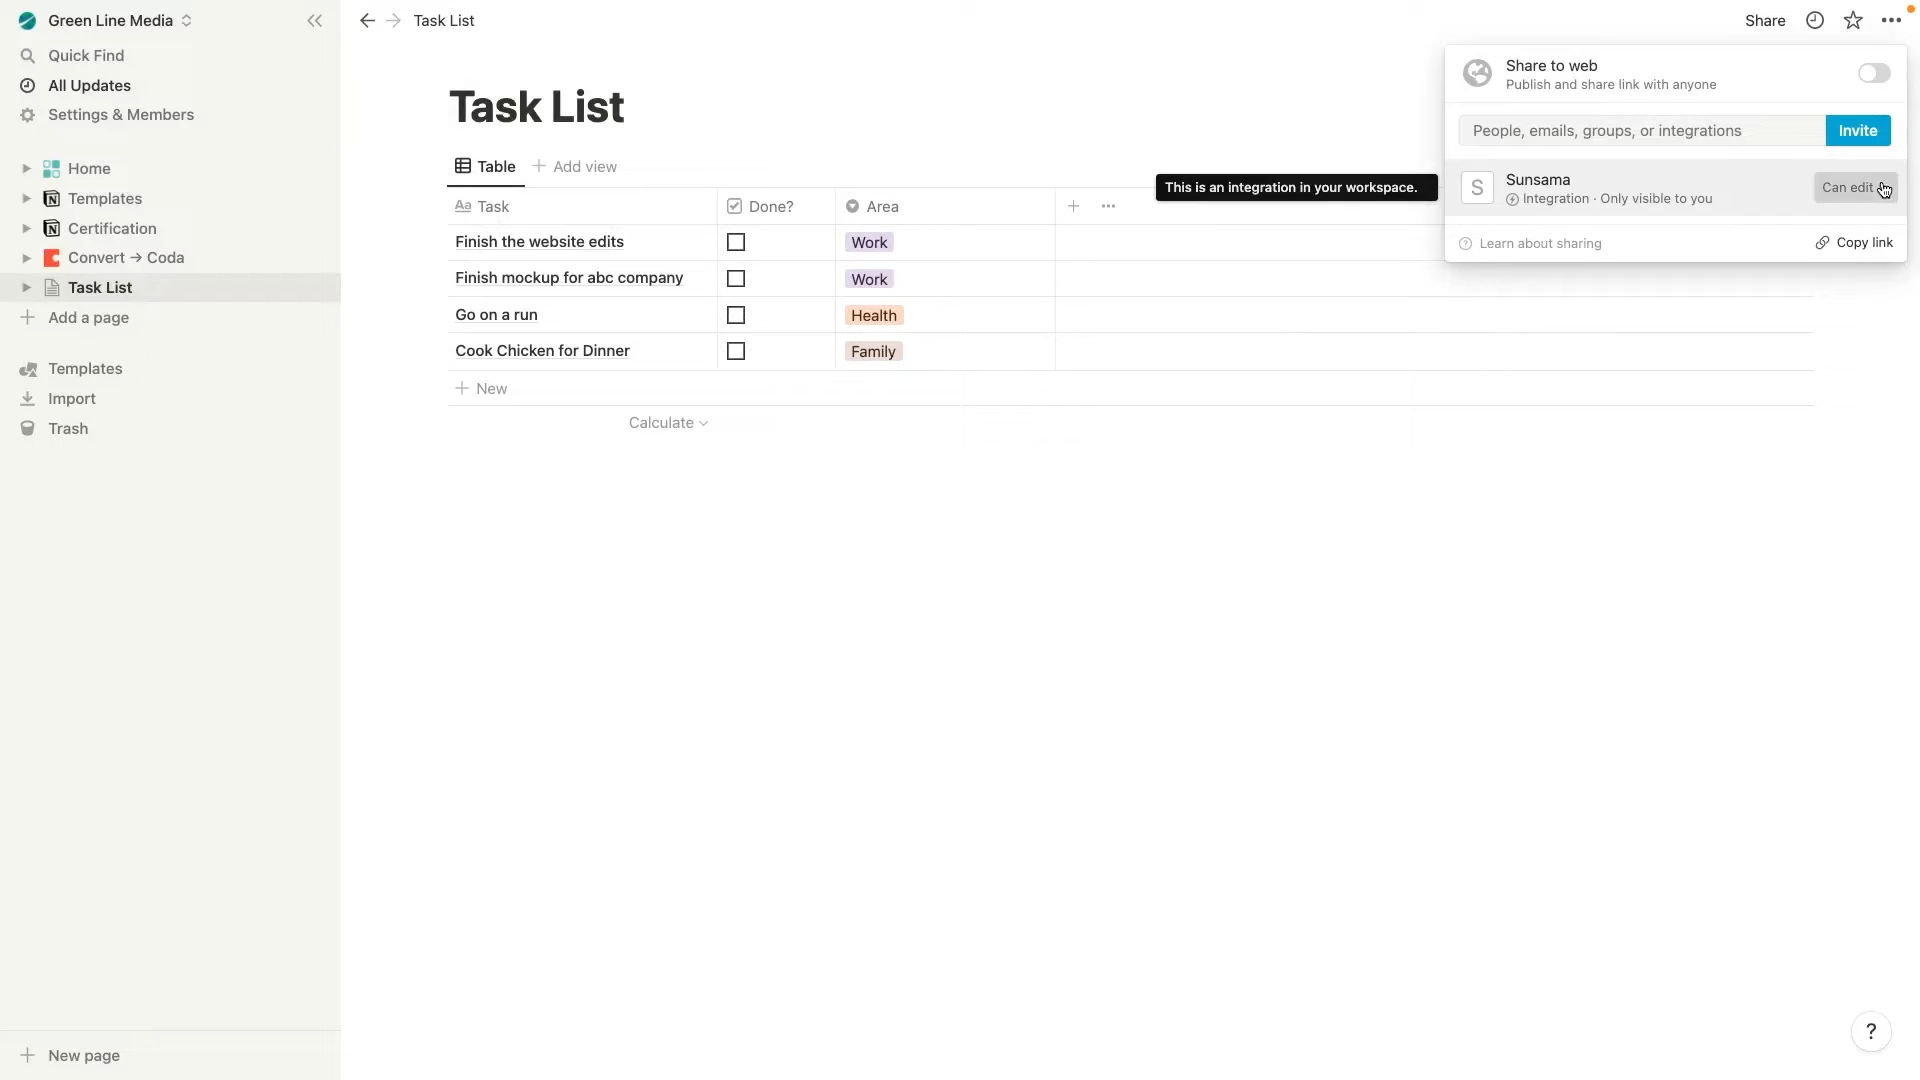 Green Line Media
Quick Find
All Updates
Settings & Members
Home
Templates
Certification
Convert → Coda
Task List
Add a page
Templates
Import
Trash
New page
Task List
Share
Task List
Table
Add view
Aa Task
Done?
Area
Finish the website edits
Work
Finish mockup for abc company
Work
Go on a run
Health
Cook Chicken for Dinner
Family
New
Calculate
Share to web
Publish and share link with anyone
People, emails, groups, or integrations
Invite
This is an integration in your workspace.
S
Sunsama
Integration · Only visible to you
Can edit
Learn about sharing
Copy link
?